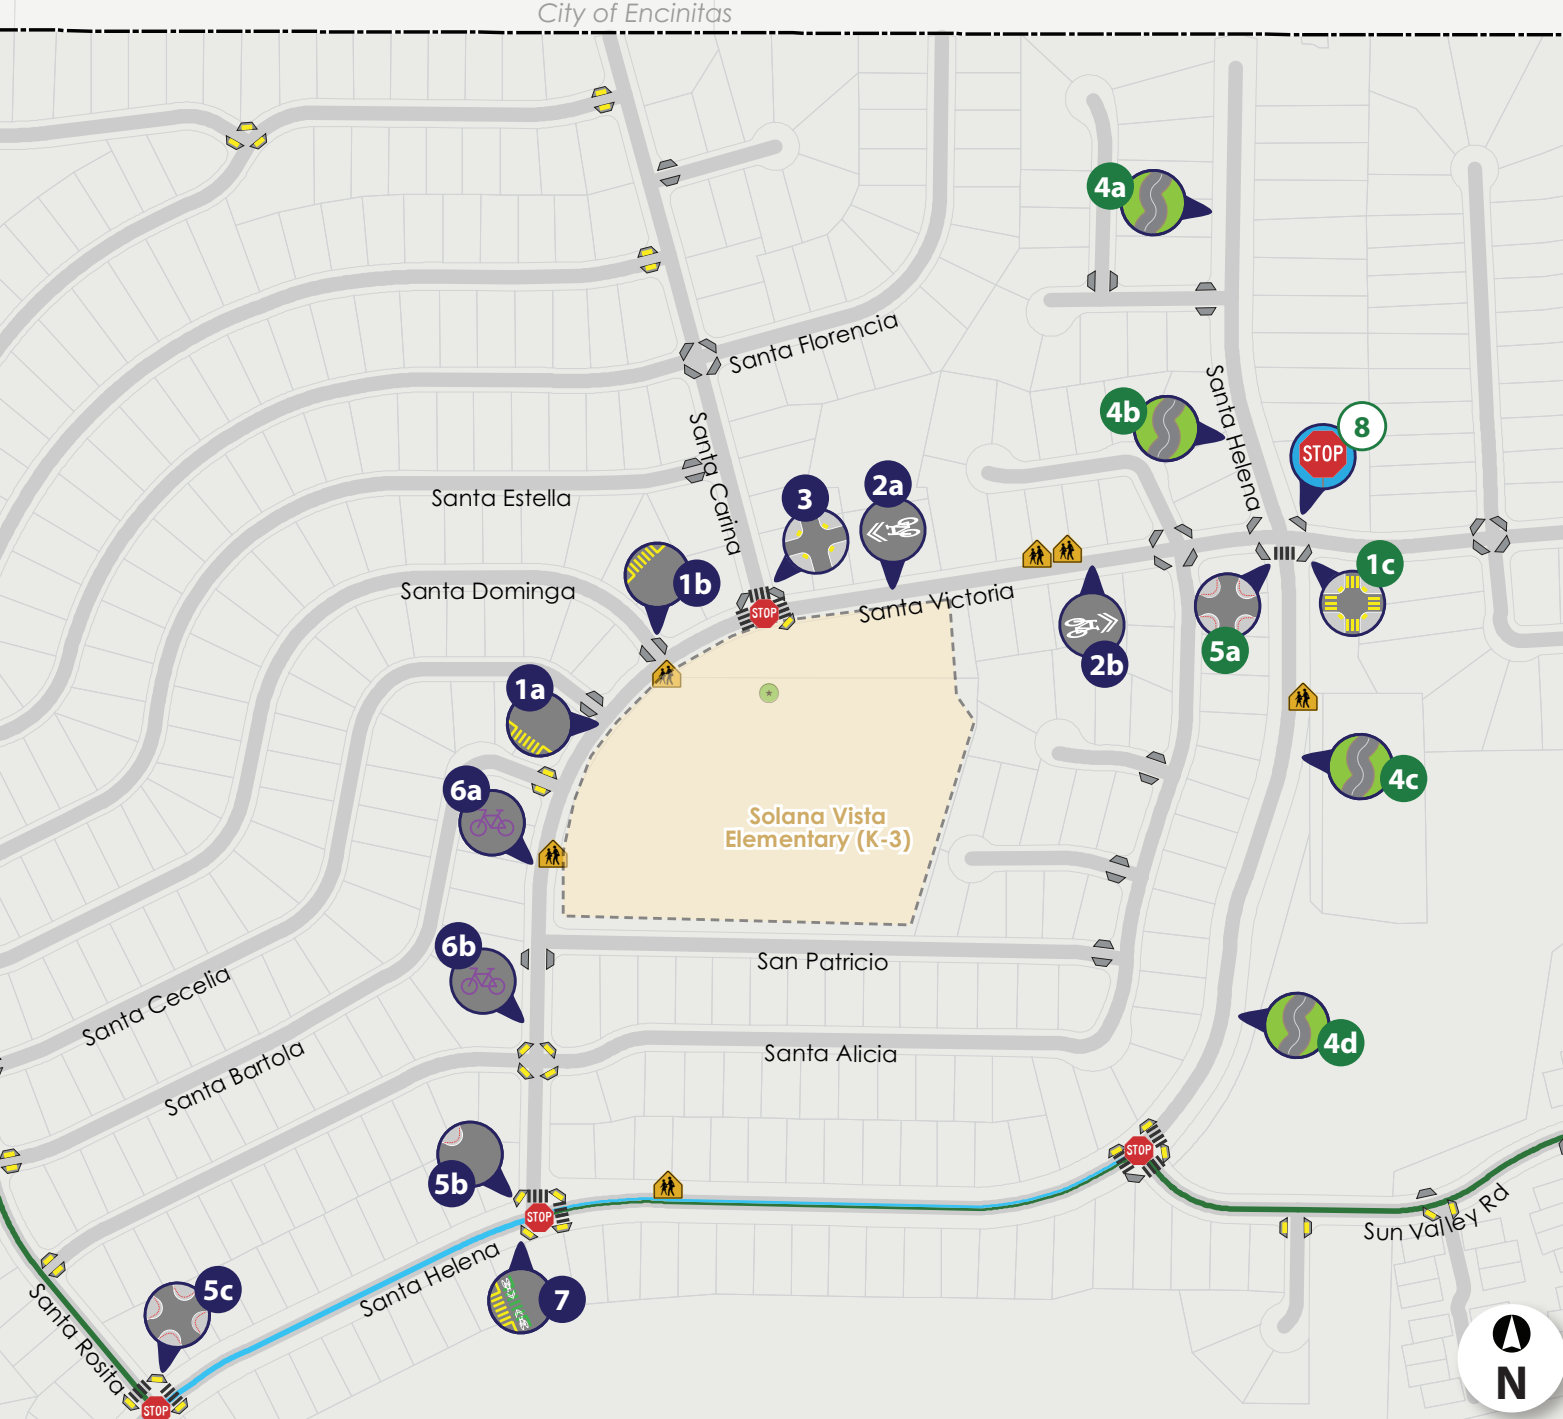 City of Encinitas
4a
Santa Florencia
Santa Helena
4b
8
STOP
Santa Carina
Santa Estella
3
2a
1b
Santa Dominga
STOP
Santa Victoria
1c
5a
2b
1a
4c
6a
Solana Vista
Elementary (K-3)
6b
San Patricio
Santa Cecelia
4d
Santa Alicia
Santa Bartola
STOP
5b
STOP
Sun Valley Rd
Santa Helena
5c
7
Santa Rosita
STOP
N